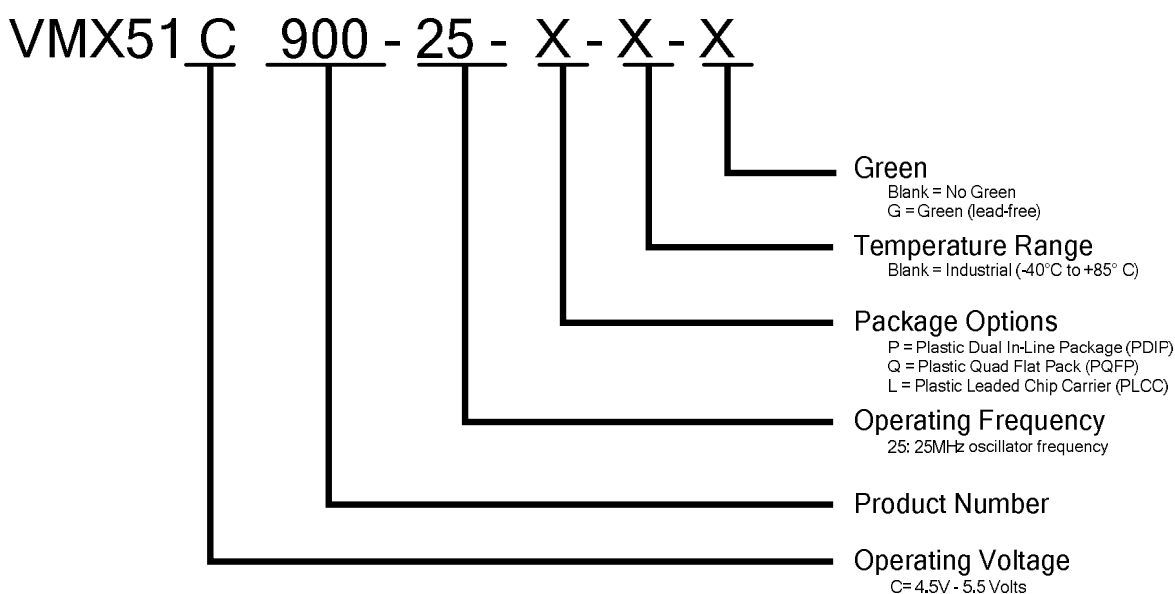 VMX51 C 900 - 25 - X - X - X
Green
Blank = No Green
G = Green (lead-free)
Temperature Range
Blank = Industrial (-40°C to +85° C)
Package Options
P = Plastic Dual In-Line Package (PDIP)
Q = Plastic Quad Flat Pack (PQFP)
L = Plastic Leaded Chip Carrier (PLCC)
Operating Frequency
25: 25MHz oscillator frequency
Product Number
Operating Voltage
C= 4.5V - 5.5 Volts